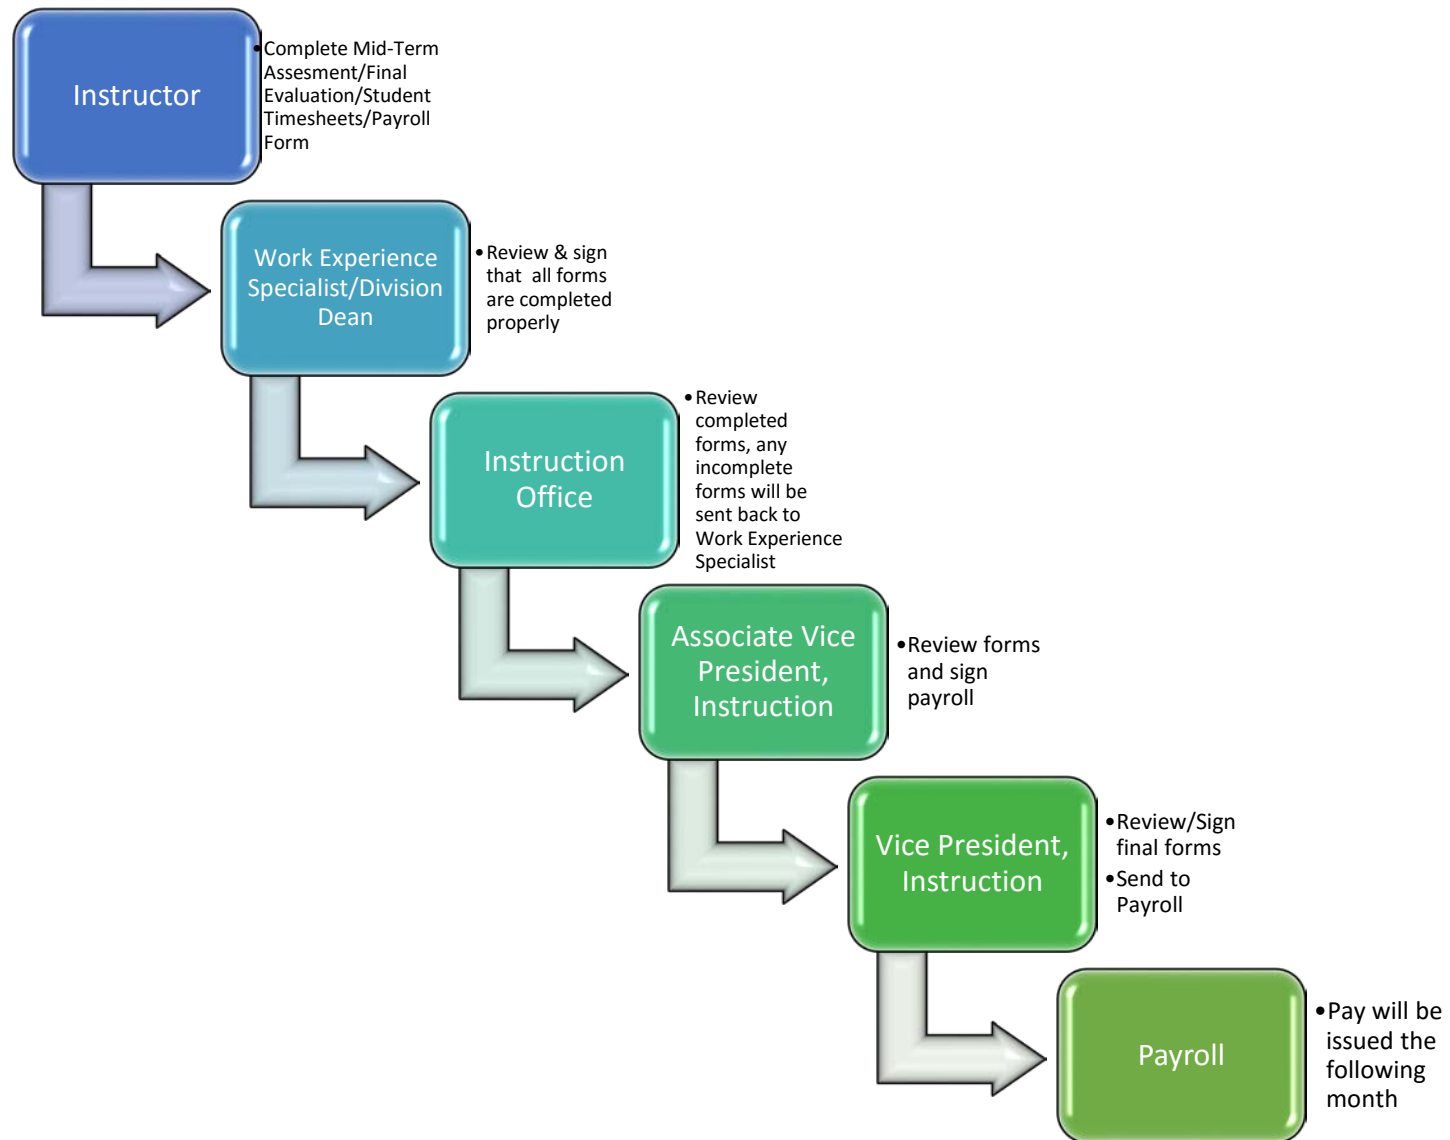 Instructor
•Complete Mid-Term
Assesment/Final
Evaluation/Student
Timesheets/Payroll
Form
Work Experience
Specialist/Division
Dean
•Review & sign
that all forms
are completed
properly
Instruction
Office
•Review
completed
forms, any
incomplete
forms will be
sent back to
Work Experience
Specialist
Associate Vice
President,
Instruction
•Review forms
and sign
payroll
Vice President,
Instruction
•Review/Sign
final forms
•Send to
Payroll
Payroll
•Pay will be
issued the
following
month